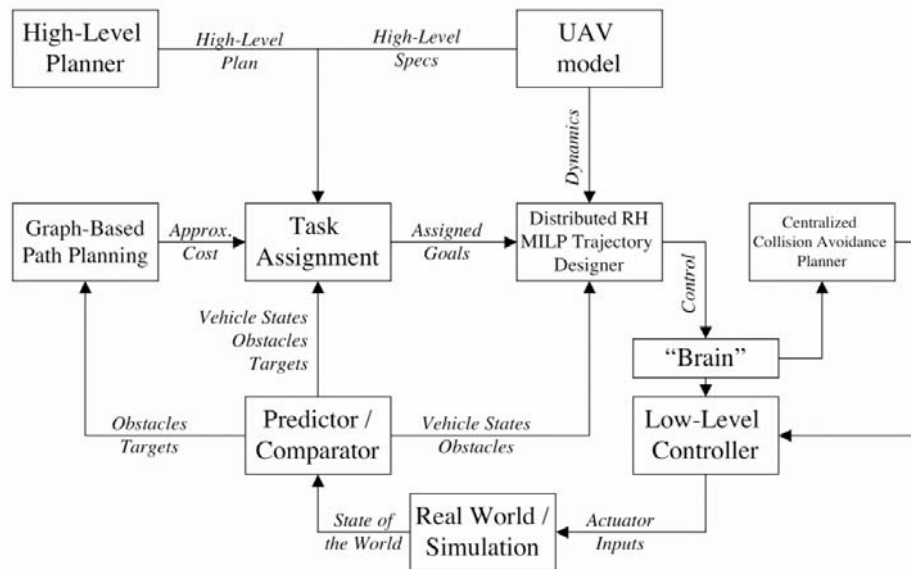 High-Level
Planner
High-Level
Plan
High-Level
Specs
UAV
model
Dynamics
Graph-Based
Path Planning
Approx.
Cost
Task
Assignment
Assigned
Goals
Distributed RH
MILP Trajectory
Designer
Centralized
Collision Avoidance
Planner
Control
Vehicle States
Obstacles
Targets
“Brain”
Obstacles
Targets
Predictor /
Comparator
Vehicle States
Obstacles
Low-Level
Controller
State of
the World
Real World /
Simulation
Actuator
Inputs